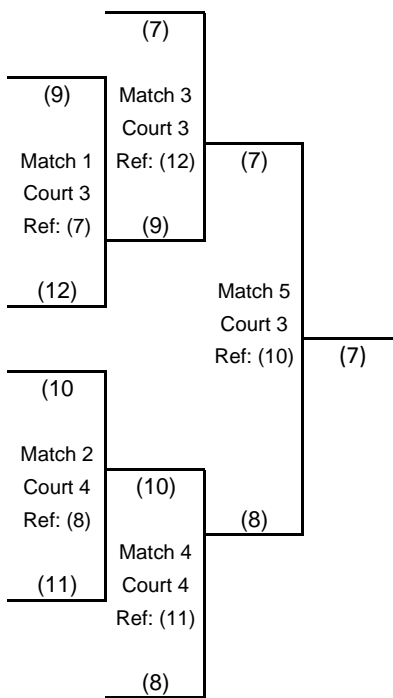 (7)
(9)
Match 3
Court 3
Ref: (12)
Match 1
Court 3
Ref: (7)
(7)
(9)
(12)
Match 5
Court 3
Ref: (10)
(7)
(10
Match 2
Court 4
Ref: (8)
(10)
(8)
Match 4
Court 4
Ref: (11)
(11)
(8)